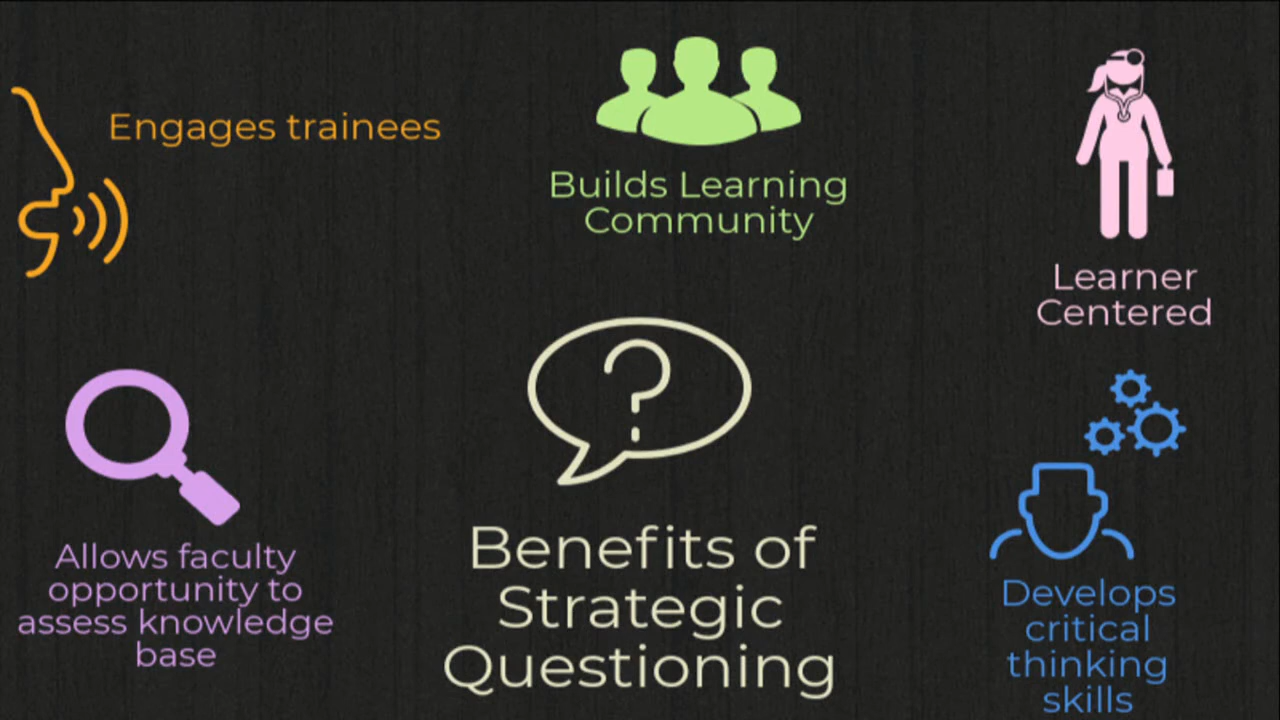 Engages trainees
Builds Learning
Community
Learner
Centered
?
Allows faculty
opportunity to
assess knowledge
base
Benefits of
Strategic
Questioning
Develops
critical
thinking
skills